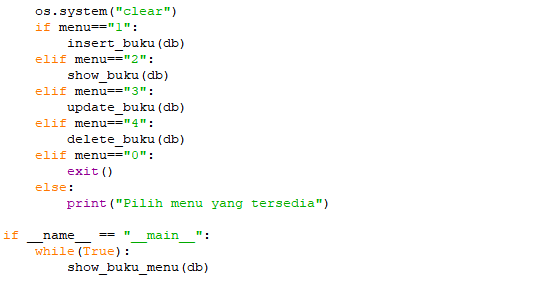 os.system("clear")
    if menu=="1":
        insert_buku(db)
    elif menu=="2":
        show_buku(db)
    elif menu=="3":
        update_buku(db)
    elif menu=="4":
        delete_buku(db)
    elif menu=="0":
        exit()
    else:
        print("Pilih menu yang tersedia")

if __name__ == "__main__":
    while(True):
        show_buku_menu(db)